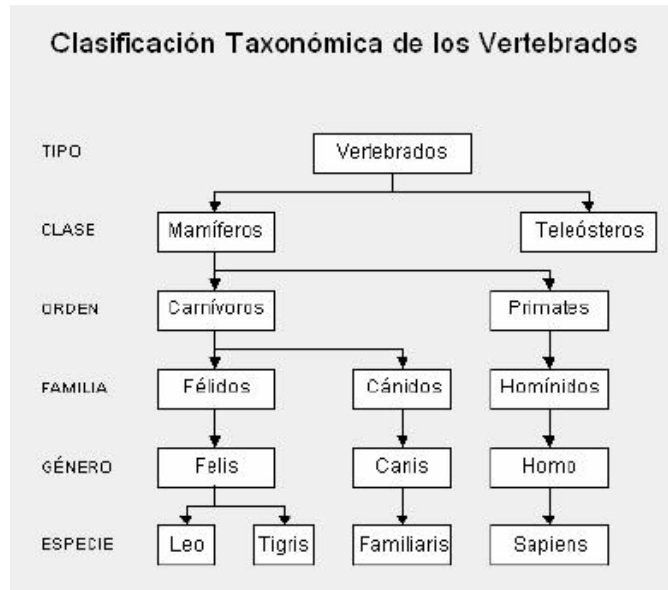 Clasificación Taxonómica de los Vertebrados
TIPO Vertebrados
CLASE Mamíferos Teleósteros
ORDEN Carnívoros Primates
FAMILIA Félidos Cánidos Homínidos
GÉNERO Felis Canis Homo
ESPECIE Leo Tigris Familiaris Sapiens